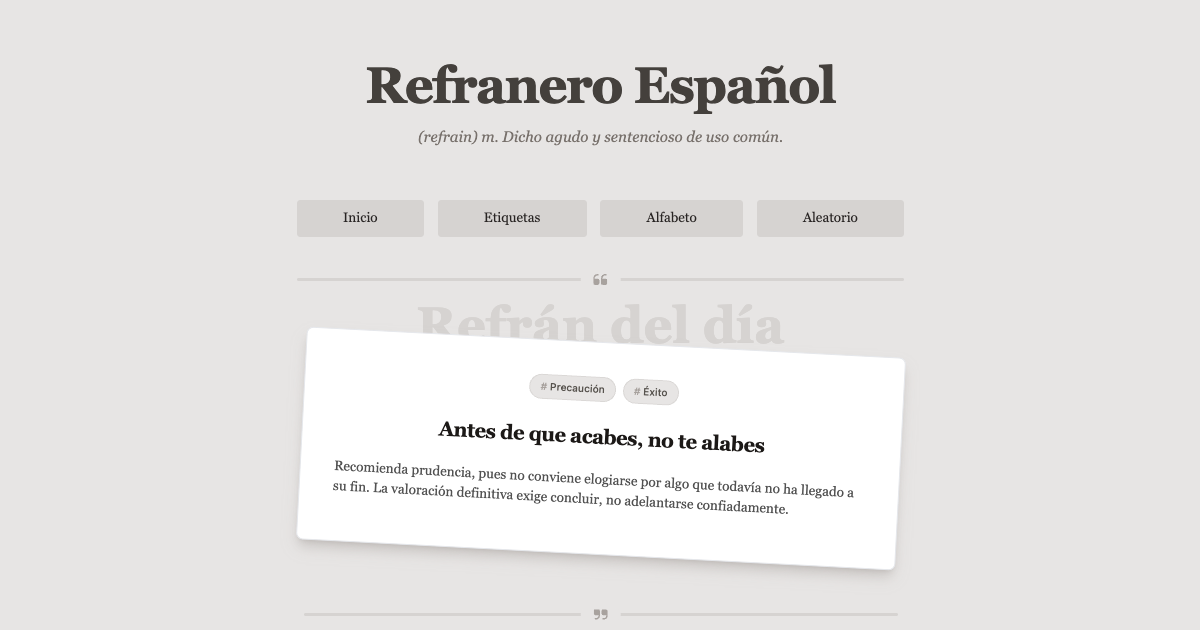 Refranero Español
(refrain) m. Dicho agudo y sentencioso de uso común.
Inicio
Etiquetas
Alfabeto
Aleatorio
❝
Refrán del día
# Precaución
# Éxito
Antes de que acabes, no te alabes
Recomienda prudencia, pues no conviene elogiarse por algo que todavía no ha llegado a
su fin. La valoración definitiva exige concluir, no adelantarse confiadamente.
❞